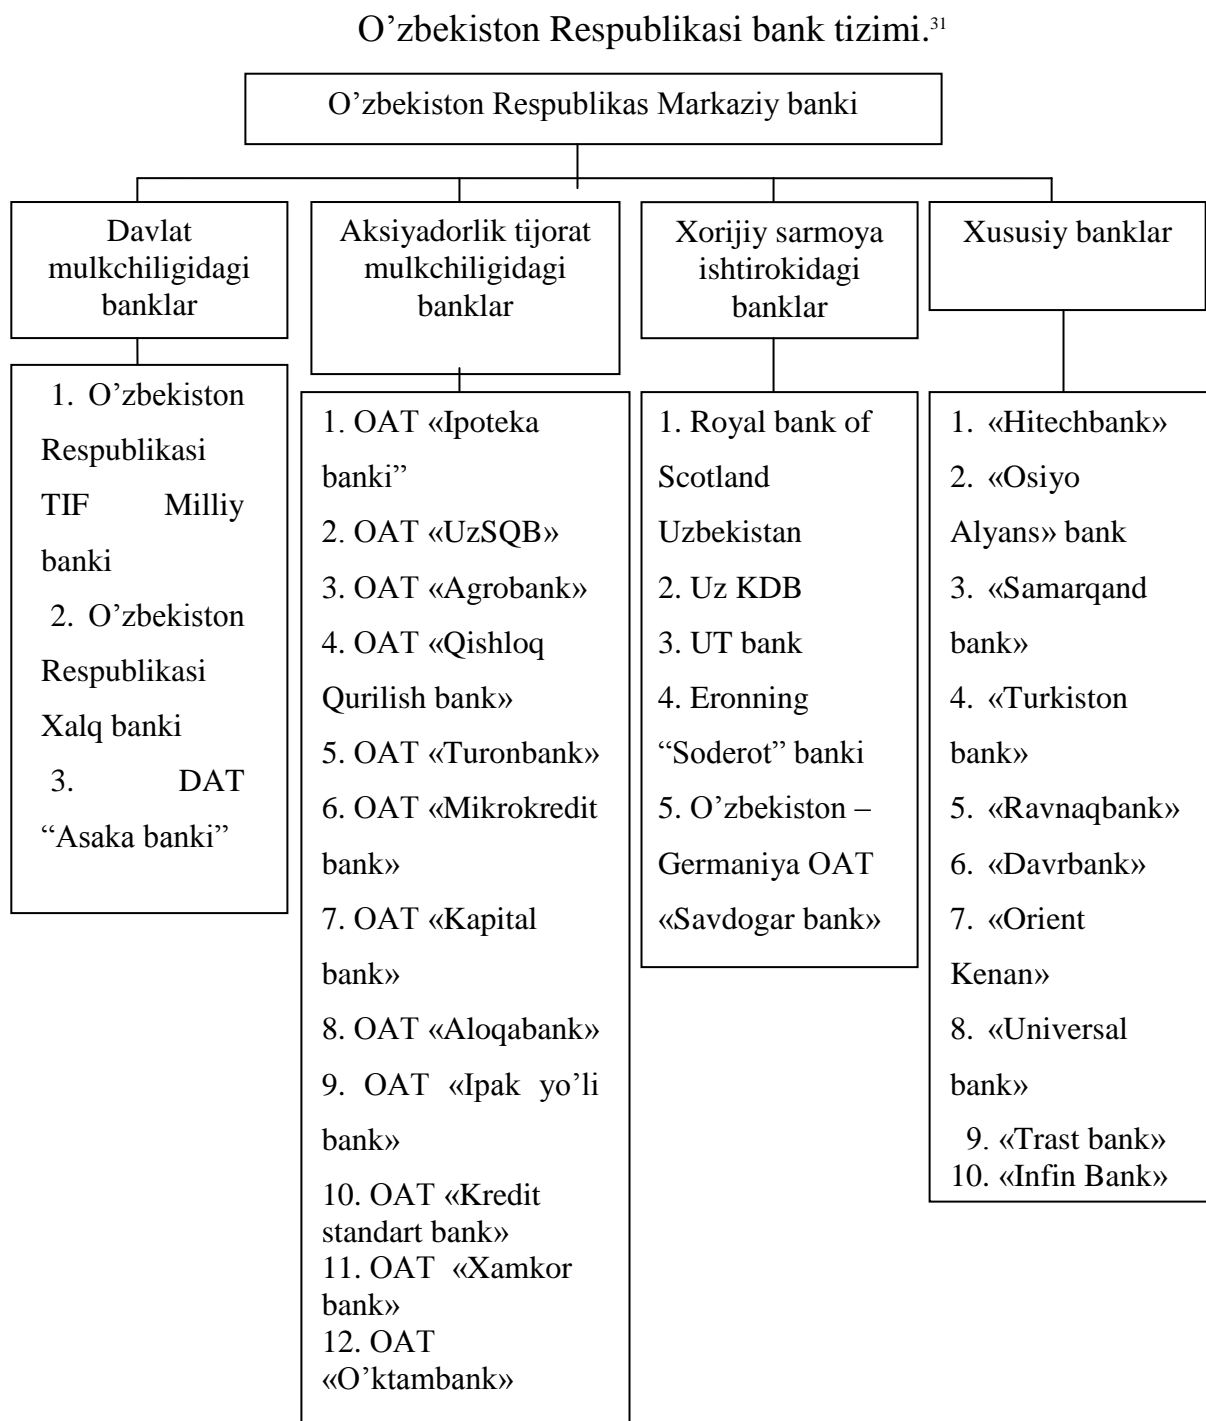 O’zbekiston Respublikasi bank tizimi.³¹
O’zbekiston Respublikas Markaziy banki
Davlat
mulkchiligidagi
banklar
Aksiyadorlik tijorat
mulkchiligidagi
banklar
Xorijiy sarmoya
ishtirokidagi
banklar
Xususiy banklar
1. O’zbekiston
Respublikasi
TIF Milliy
banki
2. O’zbekiston
Respublikasi
Xalq banki
3. DAT
“Asaka banki”
1. OAT «Ipoteka
banki”
2. OAT «UzSQB»
3. OAT «Agrobank»
4. OAT «Qishloq
Qurilish bank»
5. OAT «Turonbank»
6. OAT «Mikrokredit
bank»
7. OAT «Kapital
bank»
8. OAT «Aloqabank»
9. OAT «Ipak yo’li
bank»
10. OAT «Kredit
standart bank»
11. OAT «Xamkor
bank»
12. OAT
«O’ktambank»
1. Royal bank of
Scotland
Uzbekistan
2. Uz KDB
3. UT bank
4. Eronning
“Soderot” banki
5. O’zbekiston –
Germaniya OAT
«Savdogar bank»
1. «Hitechbank»
2. «Osiyo
Alyans» bank
3. «Samarqand
bank»
4. «Turkiston
bank»
5. «Ravnaqbank»
6. «Davrbank»
7. «Orient
Kenan»
8. «Universal
bank»
9. «Trast bank»
10. «Infin Bank»